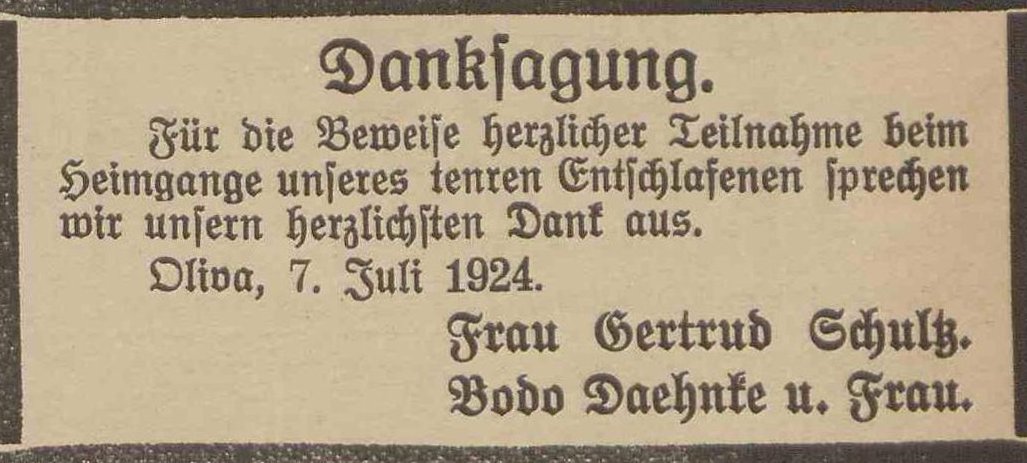 Danksagung.
Für die Beweise herzlicher Teilnahme beim
Heimgange unseres tenren Entschlafenen sprechen
wir unsern herzlichsten Dank aus.
Oliva, 7. Juli 1924.
Frau Gertrud Schultz.
Bodo Daehnke u. Frau.